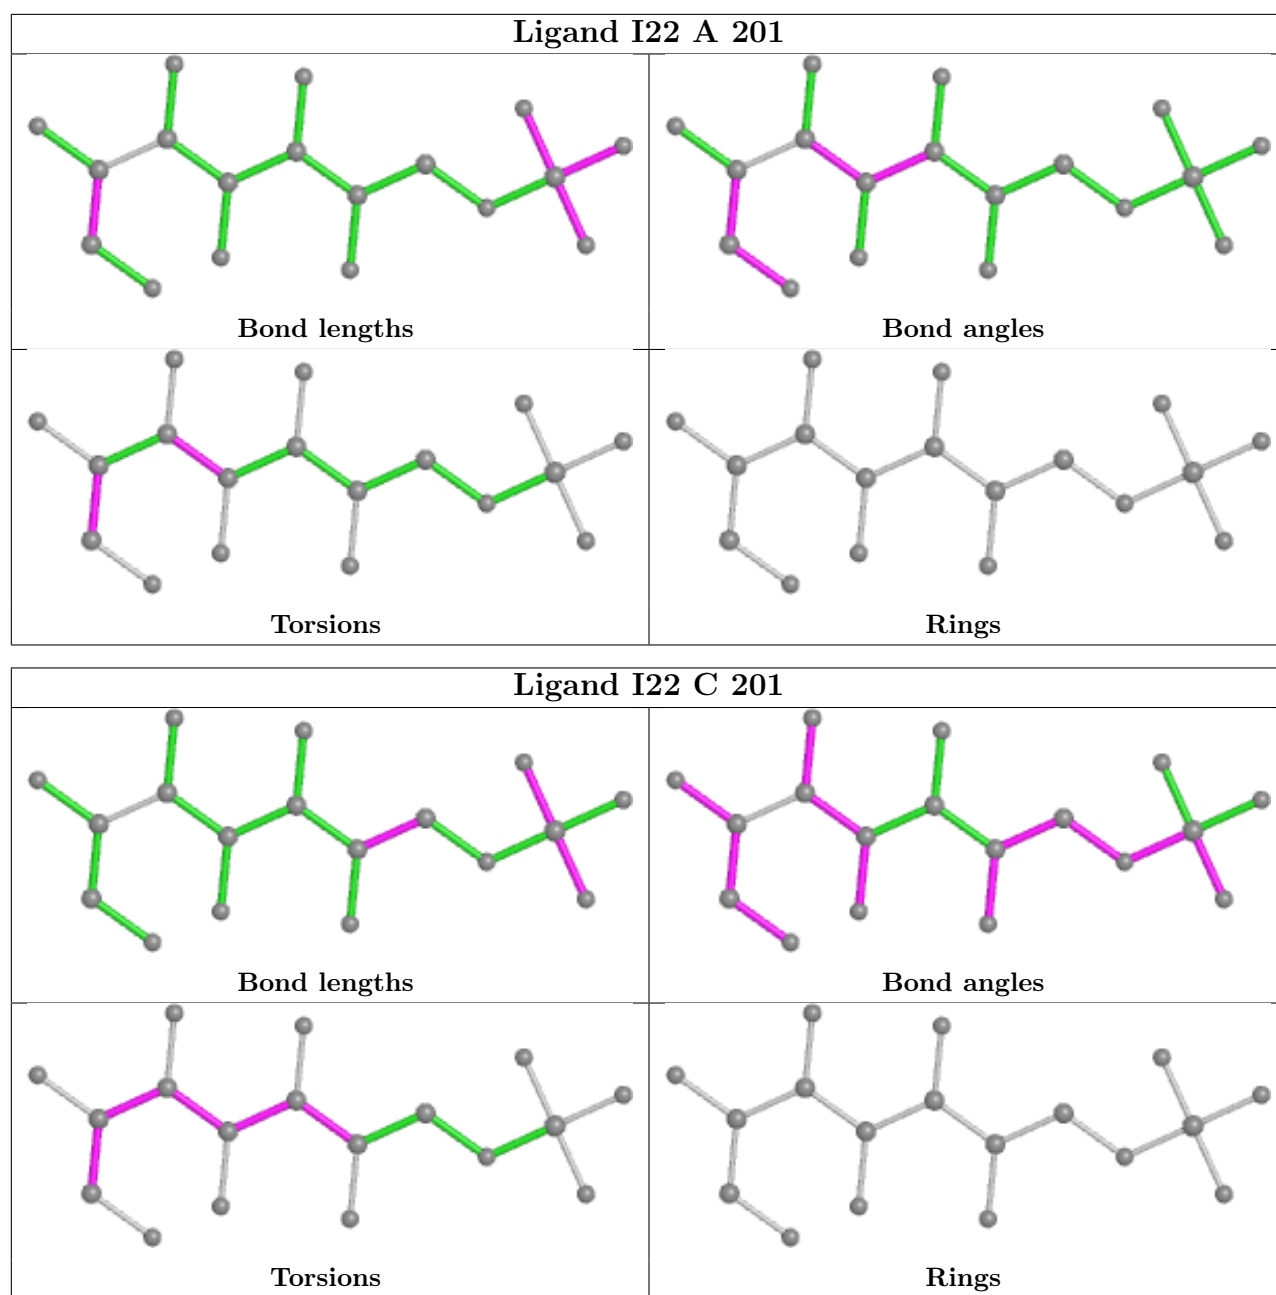 Ligand I22 A 201
Bond lengths
Bond angles
Torsions
Rings
Ligand I22 C 201
Bond lengths
Bond angles
Torsions
Rings